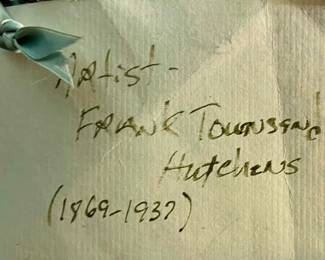 Artist -
FRANK Townsend
Hutchens
(1869-1937)